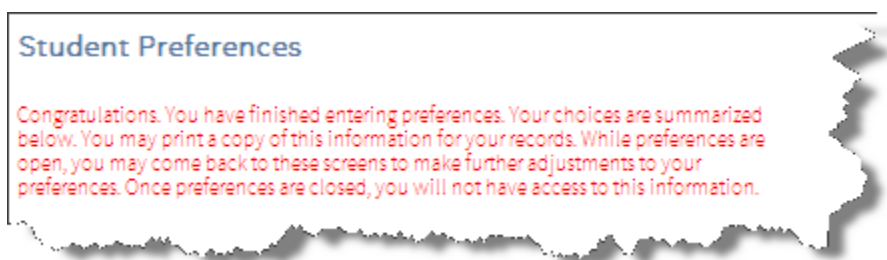 Student Preferences
Congratulations. You have finished entering preferences. Your choices are summarized
below. You may print a copy of this information for your records. While preferences are
open, you may come back to these screens to make further adjustments to your
preferences. Once preferences are closed, you will not have access to this information.